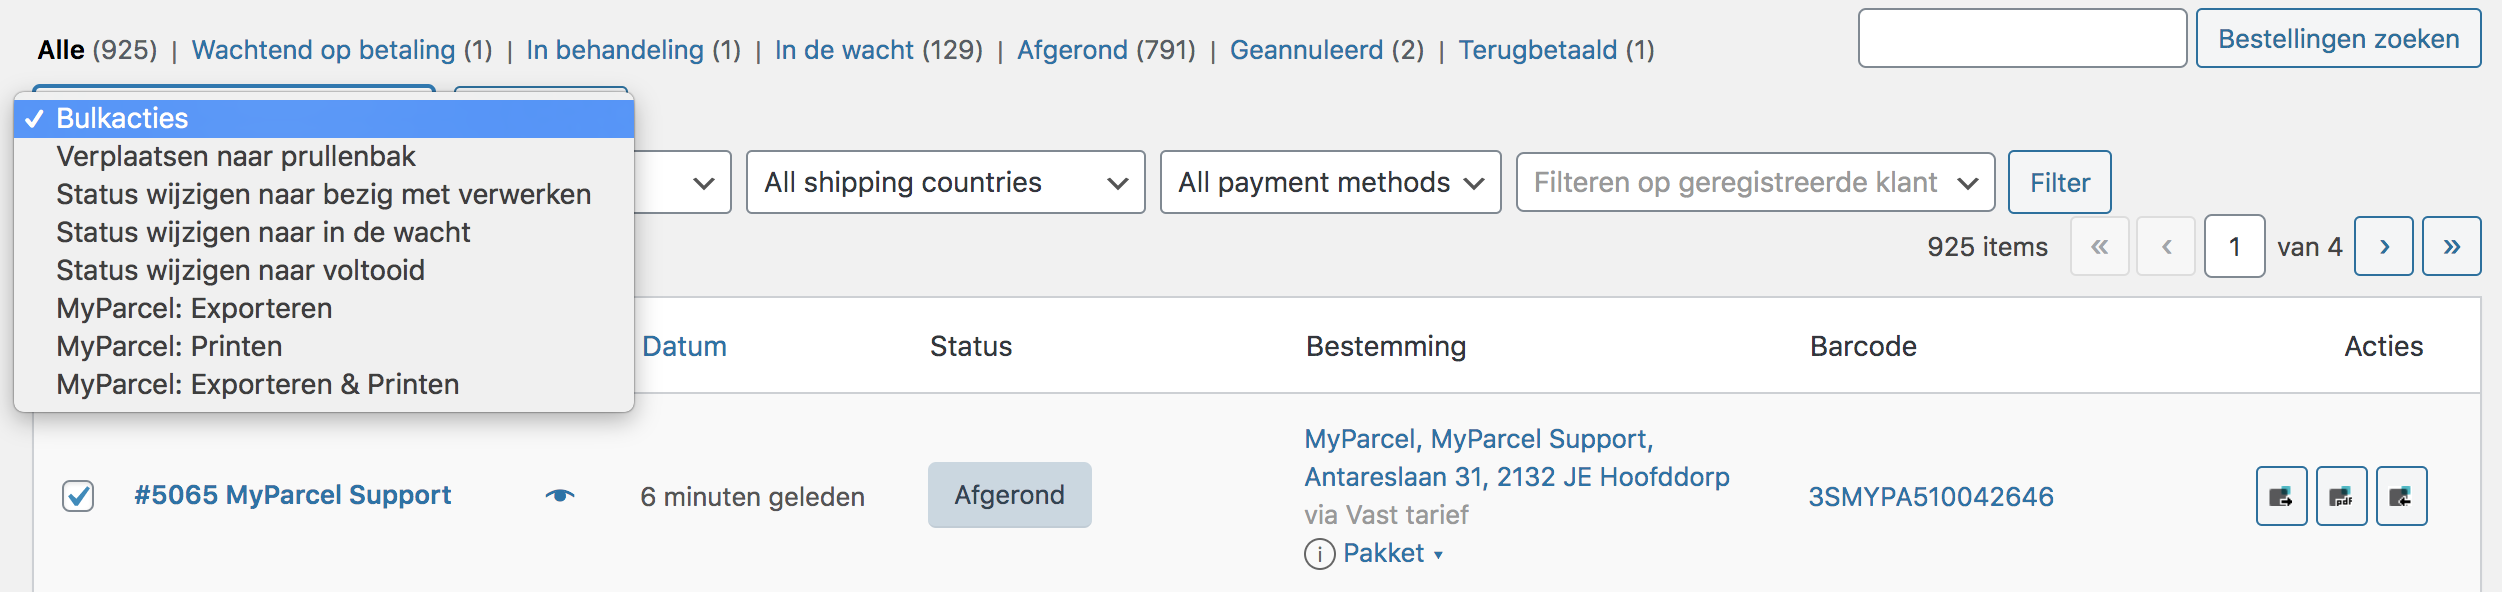 Alle (925) | Wachtend op betaling (1) | In behandeling (1) | In de wacht (129) | Afgerond (791) | Geannuleerd (2) | Terugbetaald (1)
Bestellingen zoeken
✓ Bulkacties
Verplaatsen naar prullenbak
Status wijzigen naar bezig met verwerken
Status wijzigen naar in de wacht
Status wijzigen naar voltooid
MyParcel: Exporteren
MyParcel: Printen
MyParcel: Exporteren & Printen
All shipping countries
All payment methods
Filteren op geregistreerde klant
Filter
925 items « ‹ 1 van 4 › »
Datum Status Bestemming Barcode Acties
#5065 MyParcel Support
6 minuten geleden
Afgerond
MyParcel, MyParcel Support,
Antareslaan 31, 2132 JE Hoofddorp
via Vast tarief
i Pakket ▾
3SMYPA510042646
pdf